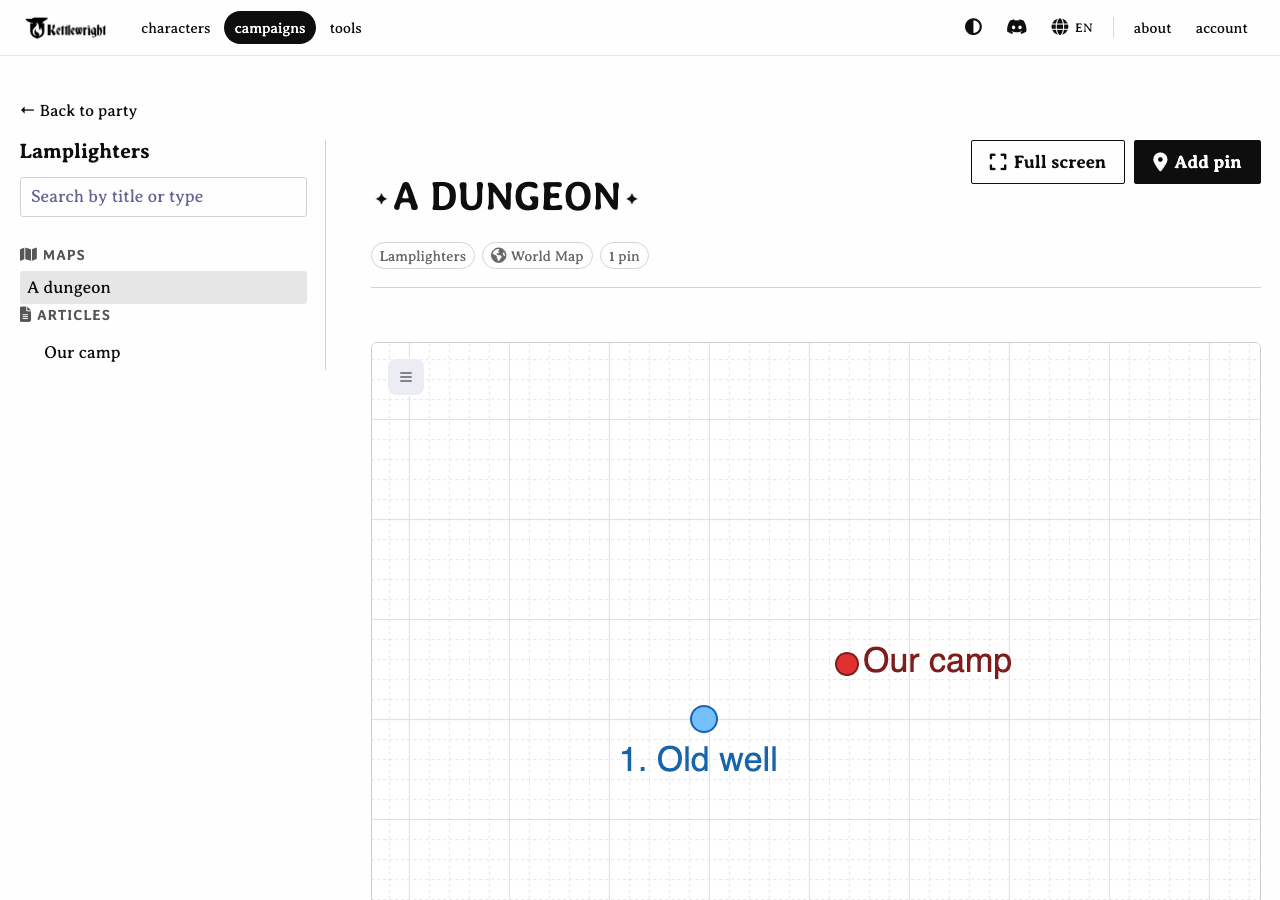 Kettlewright
characters
campaigns
tools
EN
about
account
← Back to party
Lamplighters
Search by title or type
MAPS
A dungeon
ARTICLES
Our camp
Full screen
Add pin
A DUNGEON
Lamplighters
World Map
1 pin
Our camp
1. Old well